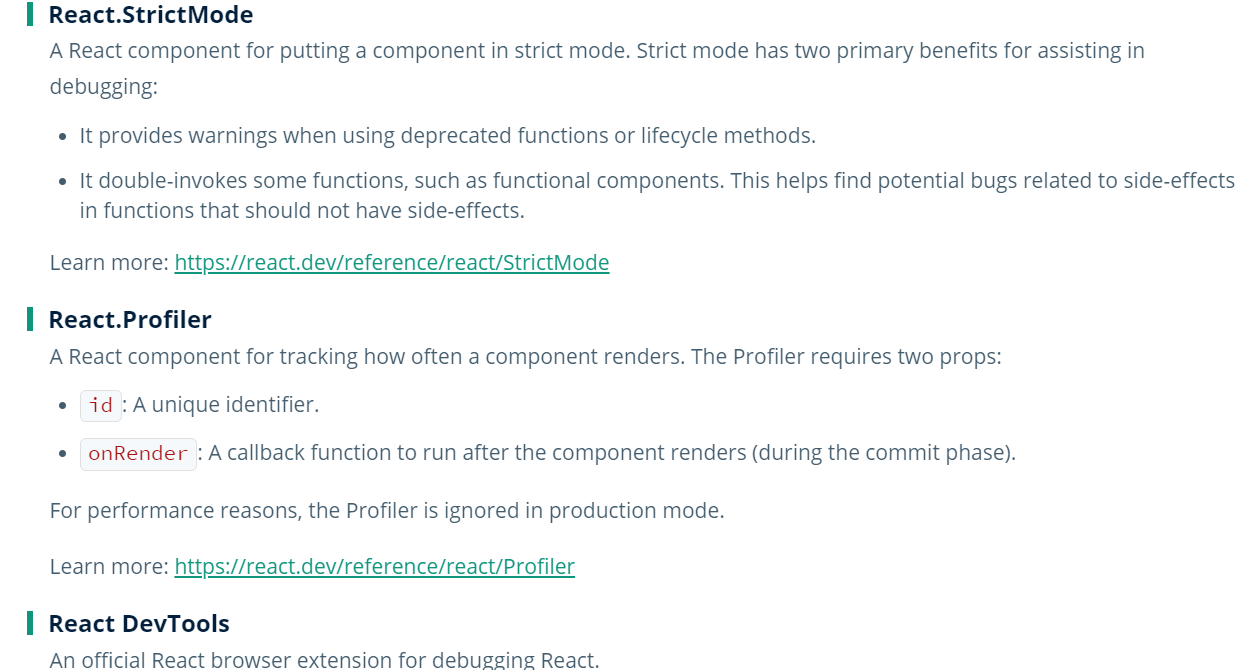 React.StrictMode
A React component for putting a component in strict mode. Strict mode has two primary benefits for assisting in
debugging:
• It provides warnings when using deprecated functions or lifecycle methods.
• It double-invokes some functions, such as functional components. This helps find potential bugs related to side-effects
in functions that should not have side-effects.
Learn more: https://react.dev/reference/react/StrictMode
React.Profiler
A React component for tracking how often a component renders. The Profiler requires two props:
• id: A unique identifier.
• onRender: A callback function to run after the component renders (during the commit phase).
For performance reasons, the Profiler is ignored in production mode.
Learn more: https://react.dev/reference/react/Profiler
React DevTools
An official React browser extension for debugging React.